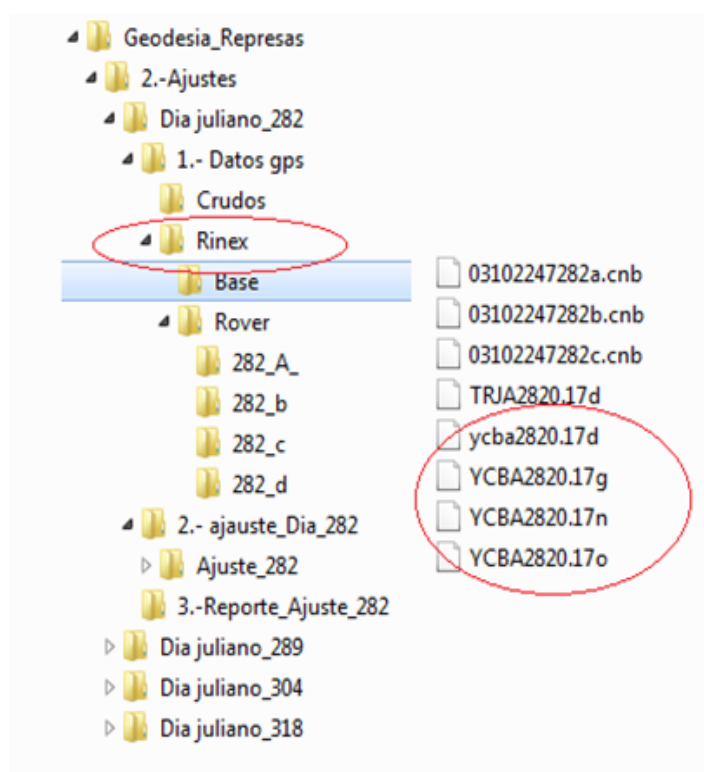 Geodesia_Represas
2.-Ajustes
Dia juliano_282
1.- Datos gps
Crudos
Rinex
Base
Rover
282_A_
282_b
282_c
282_d
2.- ajauste_Dia_282
Ajuste_282
3.-Reporte_Ajuste_282
Dia juliano_289
Dia juliano_304
Dia juliano_318
03102247282a.cnb
03102247282b.cnb
03102247282c.cnb
TRJA2820.17d
ycba2820.17d
YCBA2820.17g
YCBA2820.17n
YCBA2820.17o